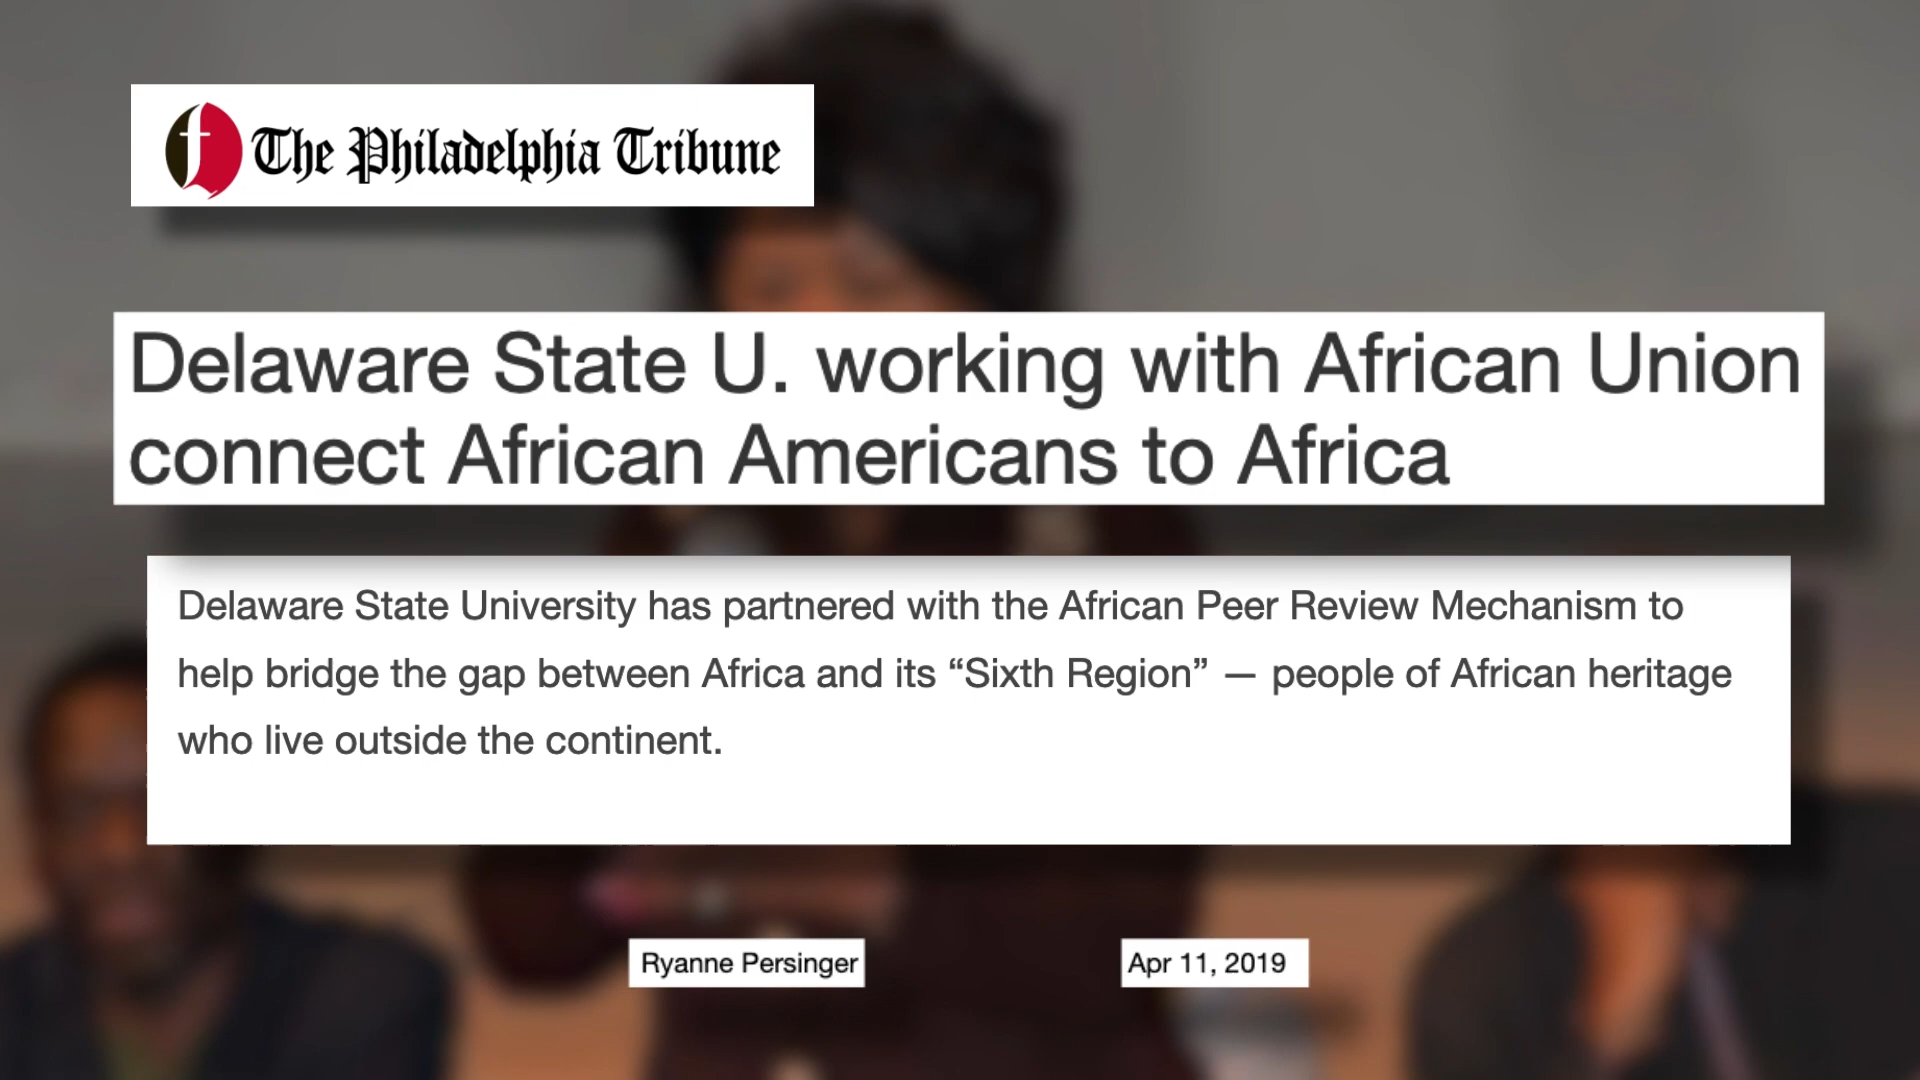 The Philadelphia Tribune
Delaware State U. working with African Union
connect African Americans to Africa
Delaware State University has partnered with the African Peer Review Mechanism to
help bridge the gap between Africa and its “Sixth Region” — people of African heritage
who live outside the continent.
Ryanne Persinger
Apr 11, 2019